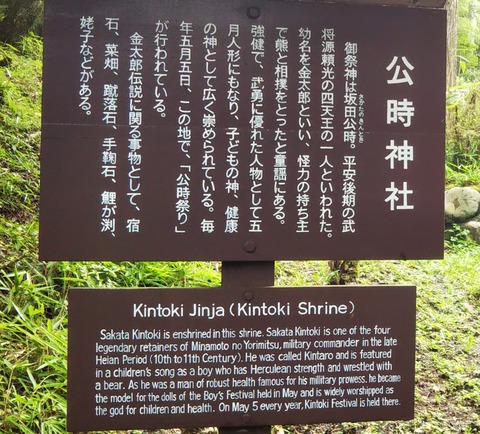 公時神社
御祭神は坂田公時。平安後期の武
さかたのきんとき
将源頼光の四天王の一人といわれた。
幼名を金太郎といい、怪力の持ち主
で熊と相撲をとったと童謡にある。
強健で、武勇に優れた人物として五
月人形にもなり、子どもの神、健康
の神として広く崇められている。毎
年五月五日、この地で、「公時祭り」
が行われている。
金太郎伝説に関る事物として、宿
石、菜畑、蹴落石、手鞠石、鯉が渕、
姥子などがある。
Kintoki Jinja (Kintoki Shrine)
Sakata Kintoki is enshrined in this shrine. Sakata Kintoki is one of the four
legendary retainers of Minamoto no Yorimitsu, military commander in the late
Heian Period (10th to 11th Century). He was called Kintaro and is featured
in a children's song as a boy who has Herculean strength and wrestled with
a bear. As he was a man of robust health famous for his millitary prowess, he became
the model for the dolls of the Boy's Festival held in May and is widely worshiped as
the god for children and health. On May 5 every year, Kintoki Festival is held there.